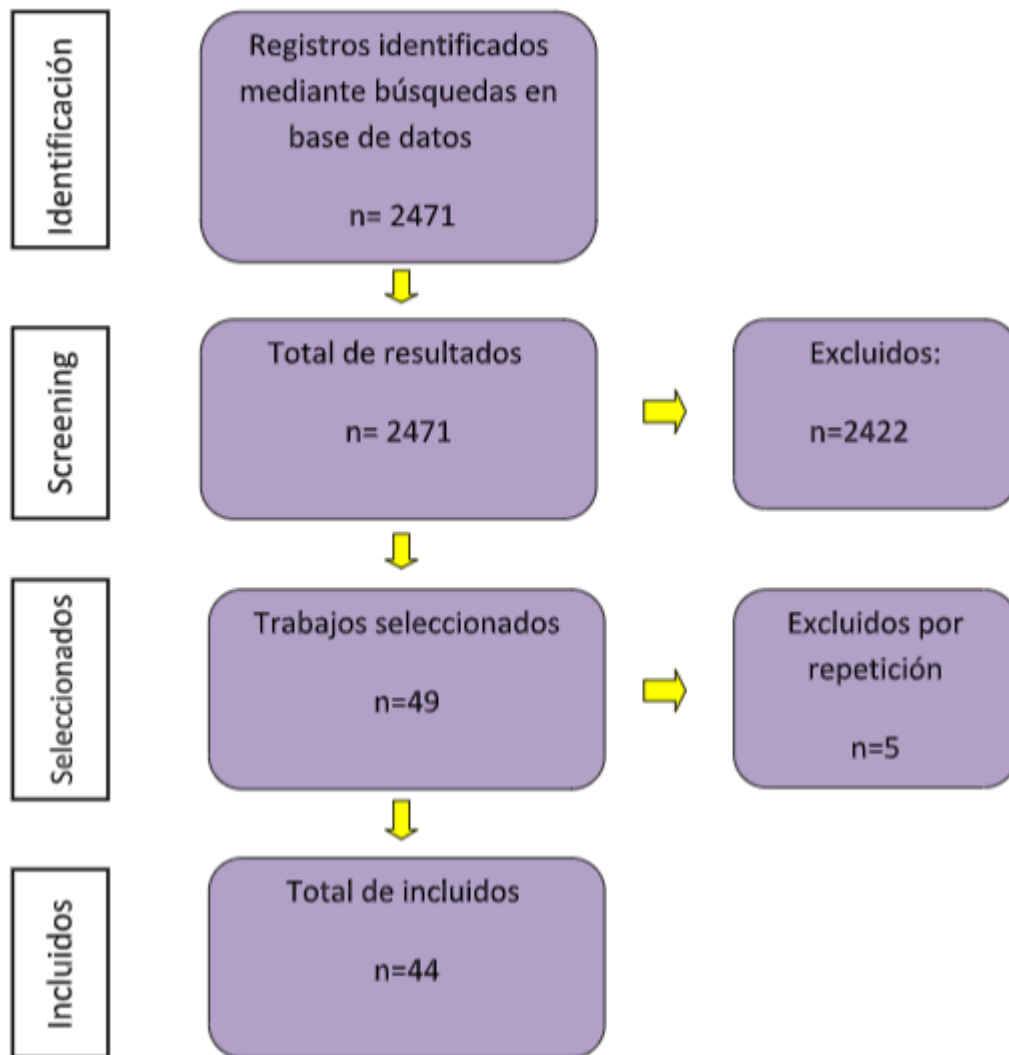 Identificación
Registros identificados
mediante búsquedas en
base de datos
n= 2471
Screening
Total de resultados
n= 2471
Excluidos:
n=2422
Seleccionados
Trabajos seleccionados
n=49
Excluidos por
repetición
n=5
Incluidos
Total de incluidos
n=44